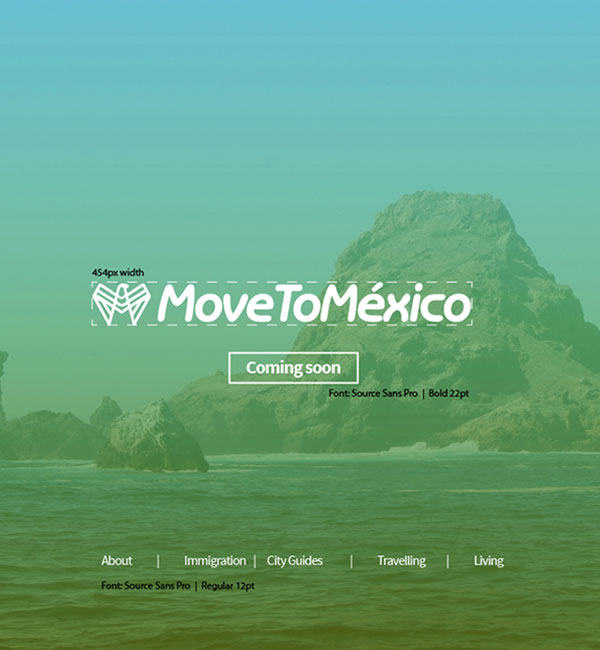 454px width
MoveToMéxico
Coming soon
Font: Source Sans Pro | Bold 22pt
About | Immigration | City Guides | Travelling | Living
Font: Source Sans Pro | Regular 12pt